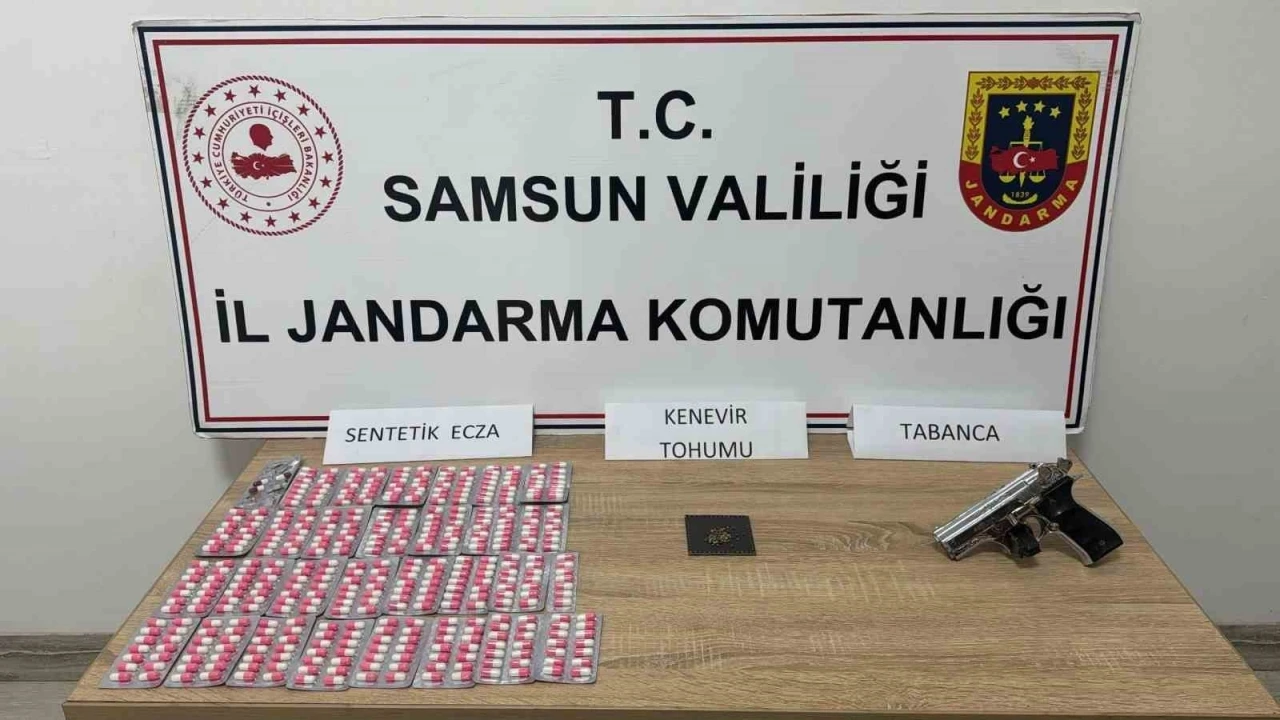 T.C.
SAMSUN VALİLİĞİ
İL JANDARMA KOMUTANLIĞI
TÜRKİYE CUMHURİYETİ İÇİŞLERİ BAKANLIĞI
1839
JANDARMA
SENTETİK ECZA
KENEVİR
TOHUMU
TABANCA